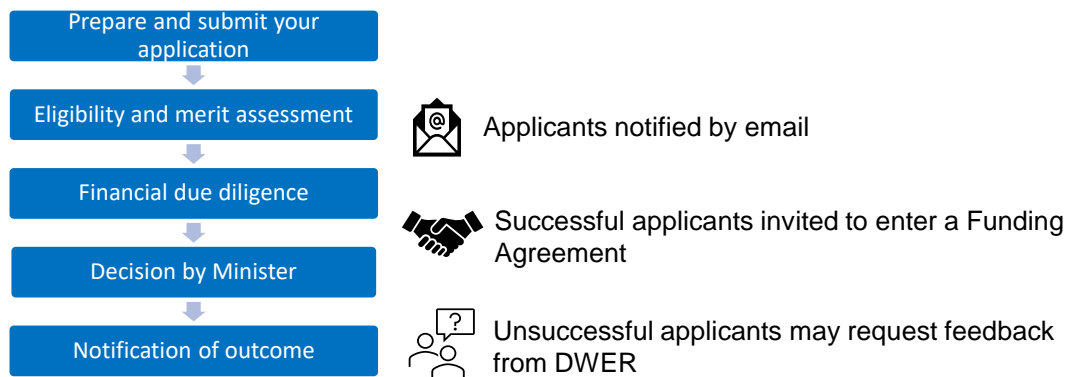 Prepare and submit your
application
Eligibility and merit assessment
Financial due diligence
Decision by Minister
Notification of outcome
@
Applicants notified by email
Successful applicants invited to enter a Funding
Agreement
?
Unsuccessful applicants may request feedback
from DWER